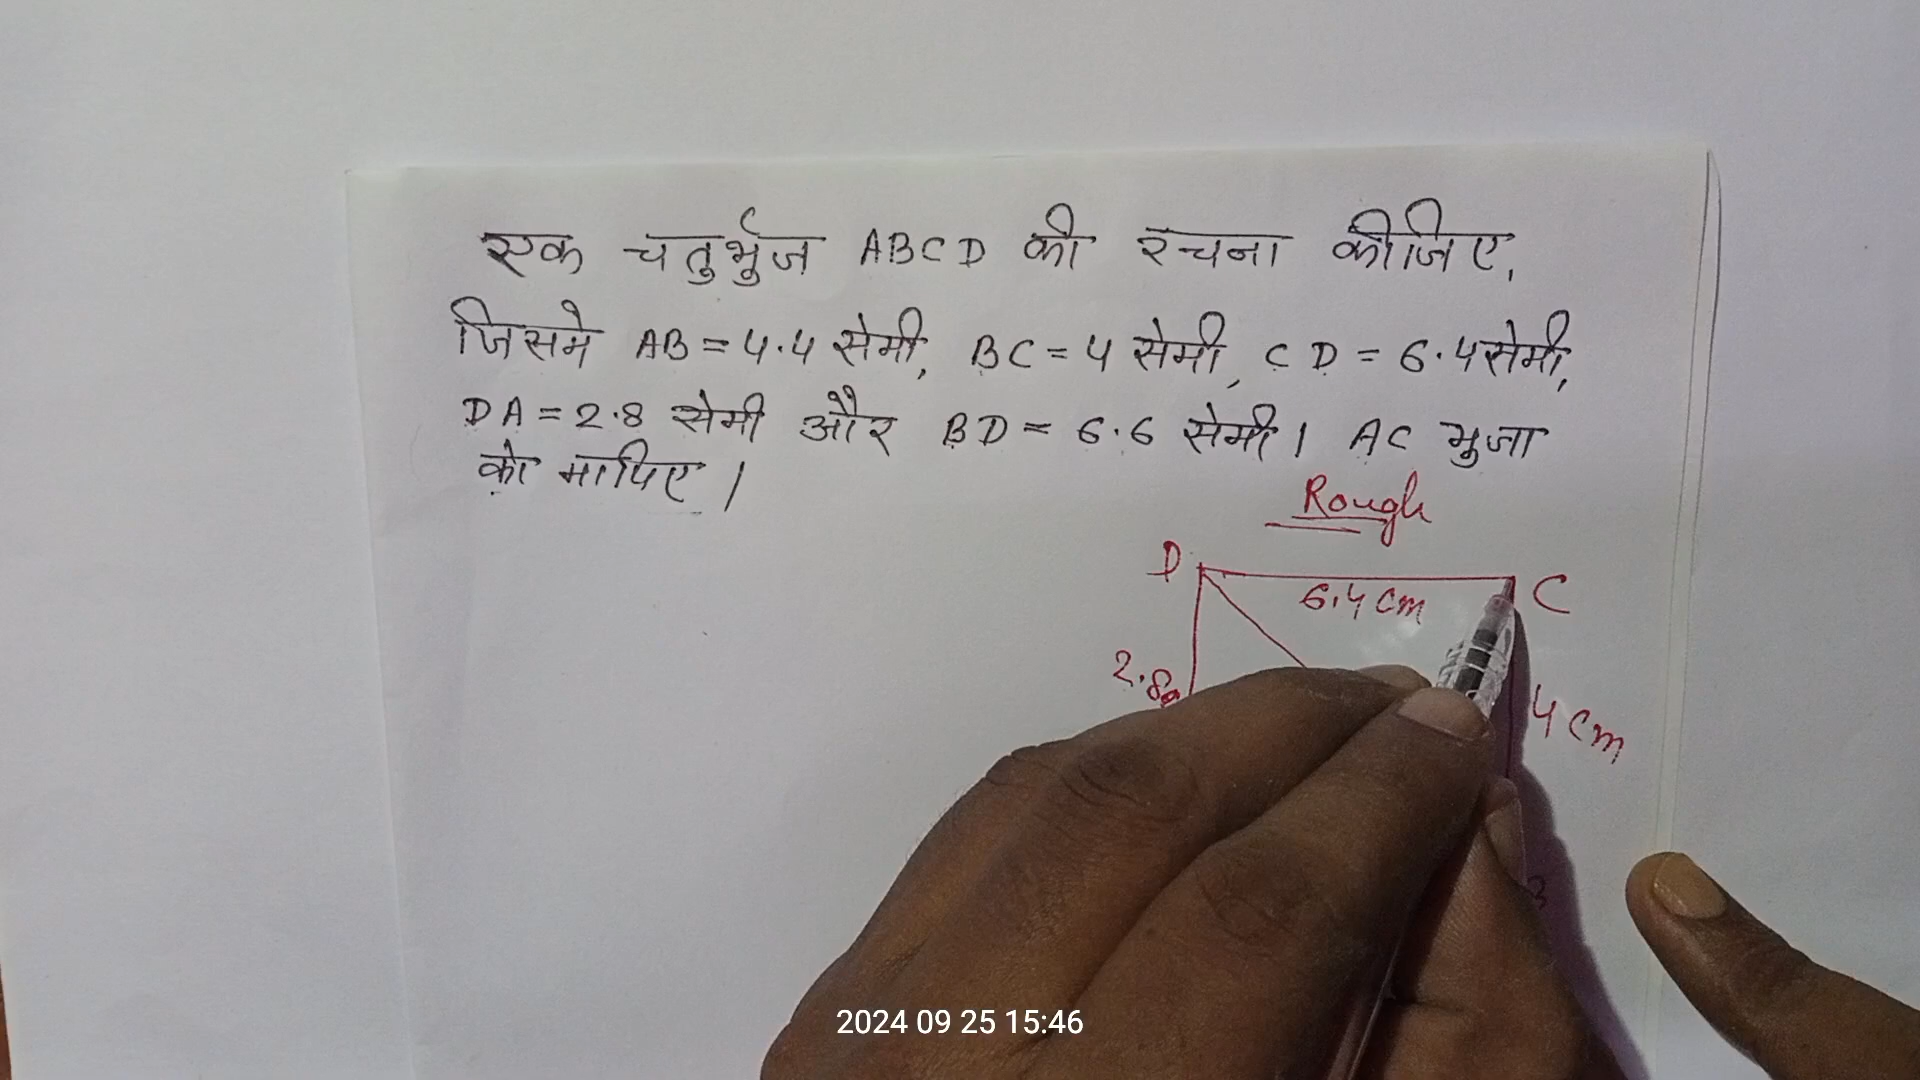 एक चतुर्भुज ABCD की रचना कीजिए,
जिसमे AB = 4.4 सेमी, BC = 4 सेमी, CD = 6.4 सेमी,
DA = 2.8 सेमी और BD = 6.6 सेमी। AC भुजा
को मापिए।
Rough
D
C
6.4 cm
2.8
4 cm
2024 09 25 15:46